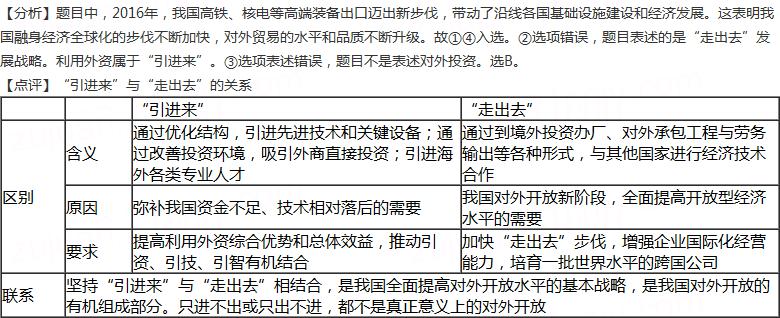 【分析】题目中，2016年，我国高铁、核电等高端装备出口迈出新步伐，带动了沿线各国基础设施建设和经济发展。这表明我
国融身经济全球化的步伐不断加快，对外贸易的水平和品质不断升级。故①④入选。②选项错误，题目表述的是“走出去”发
展战略。利用外资属于“引进来”。③选项表述错误，题目不是表述对外投资。选B。
【点评】“引进来”与“走出去”的关系
“引进来” “走出去”
区别
含义
通过优化结构，引进先进技术和关键设备；通
过改善投资环境，吸引外商直接投资；引进海
外各类专业人才
通过到境外投资办厂、对外承包工程与劳务
输出等各种形式，与其他国家进行经济技术
合作
原因
弥补我国资金不足、技术相对落后的需要
我国对外开放新阶段，全面提高开放型经济
水平的需要
要求
提高利用外资综合优势和总体效益，推动引
资、引技、引智有机结合
加快“走出去”步伐，增强企业国际化经营
能力，培育一批世界水平的跨国公司
联系
坚持“引进来”与“走出去”相结合，是我国全面提高对外开放水平的基本战略，是我国对外开放的
有机组成部分。只进不出或只出不进，都不是真正意义上的对外开放